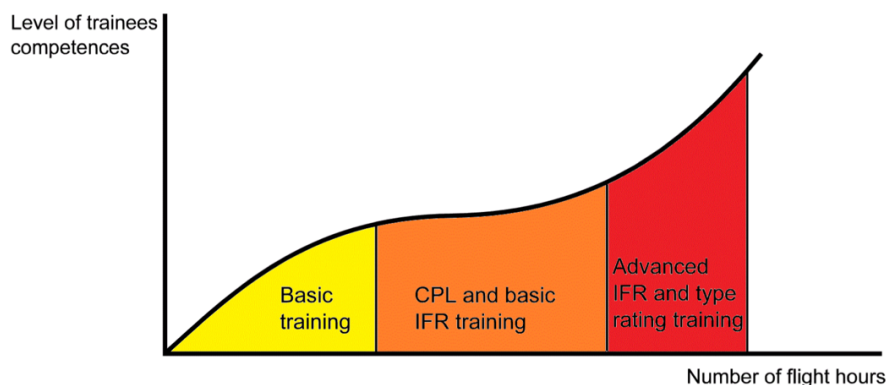 Level of trainees
competences
Basic
training
CPL and basic
IFR training
Advanced
IFR and type
rating training
Number of flight hours